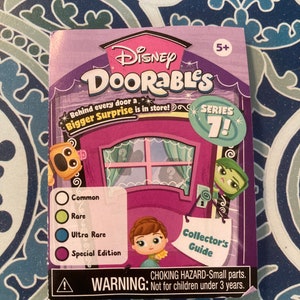 Disney
5+
DOORABLES
Behind every door a
Bigger Surprise is in store!
SERIES
7!
Common
Rare
Ultra Rare
Special Edition
Collector's
Guide
WARNING:
CHOKING HAZARD-Small parts.
Not for children under 3 years.